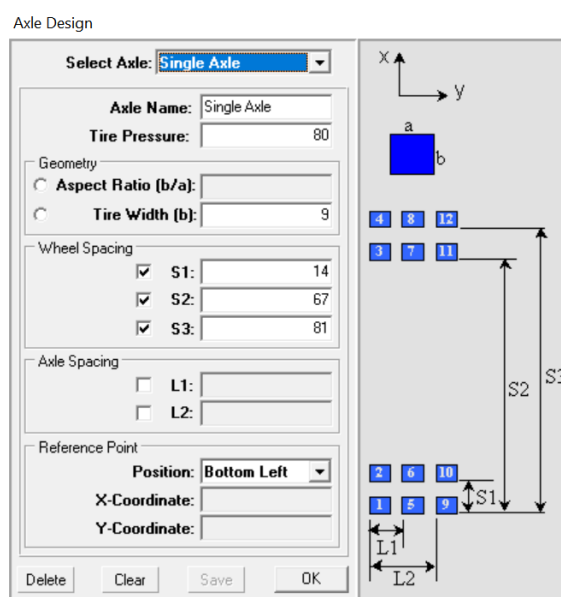 Axle Design
Select Axle: Single Axle
Axle Name: Single Axle
Tire Pressure: 80
Geometry
Aspect Ratio (b/a):
Tire Width (b): 9
Wheel Spacing
S1: 14
S2: 67
S3: 81
Axle Spacing
L1:
L2:
Reference Point
Position: Bottom Left
X-Coordinate:
Y-Coordinate:
Delete Clear Save OK
x
y
a
b
4 8 12
3 7 11
S2
S3
2 6 10
S1
1 5 9
L1
L2